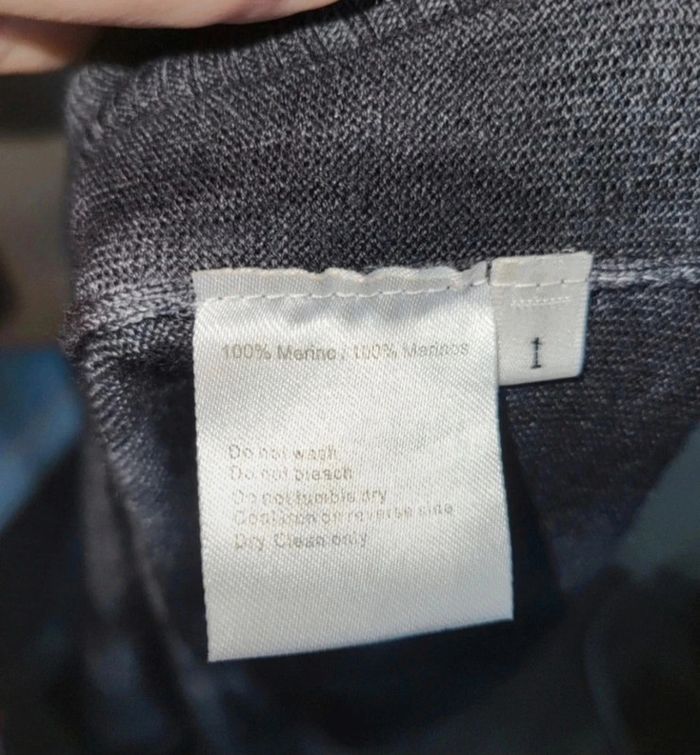 100% Merino / 100% Merinos
1
Do not wash
Do not bleach
Do not tumble dry
Cool iron on reverse side
Dry Clean only